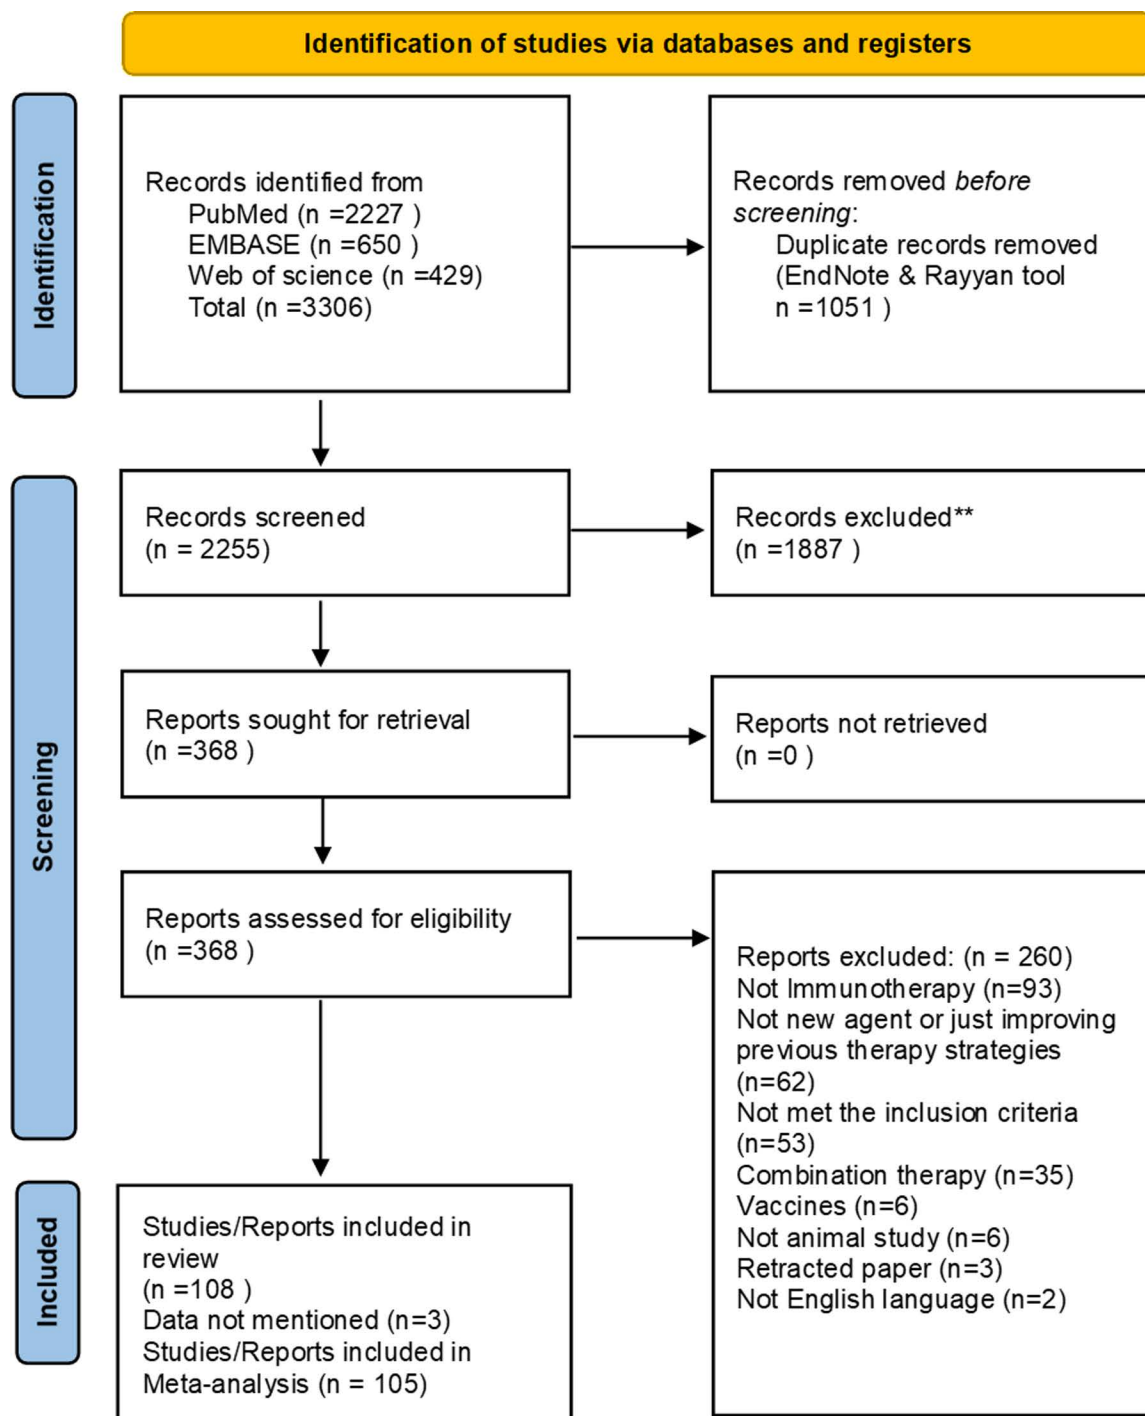 Identification of studies via databases and registers
Identification
Records identified from
PubMed (n =2227 )
EMBASE (n =650 )
Web of science (n =429)
Total (n =3306)
Records removed before
screening:
Duplicate records removed
(EndNote & Rayyan tool
n =1051 )
Screening
Records screened
(n = 2255)
Records excluded**
(n =1887 )
Reports sought for retrieval
(n =368 )
Reports not retrieved
(n =0 )
Reports assessed for eligibility
(n =368 )
Reports excluded: (n = 260)
Not Immunotherapy (n=93)
Not new agent or just improving
previous therapy strategies
(n=62)
Not met the inclusion criteria
(n=53)
Combination therapy (n=35)
Vaccines (n=6)
Not animal study (n=6)
Retracted paper (n=3)
Not English language (n=2)
Included
Studies/Reports included in
review
(n =108 )
Data not mentioned (n=3)
Studies/Reports included in
Meta-analysis (n = 105)